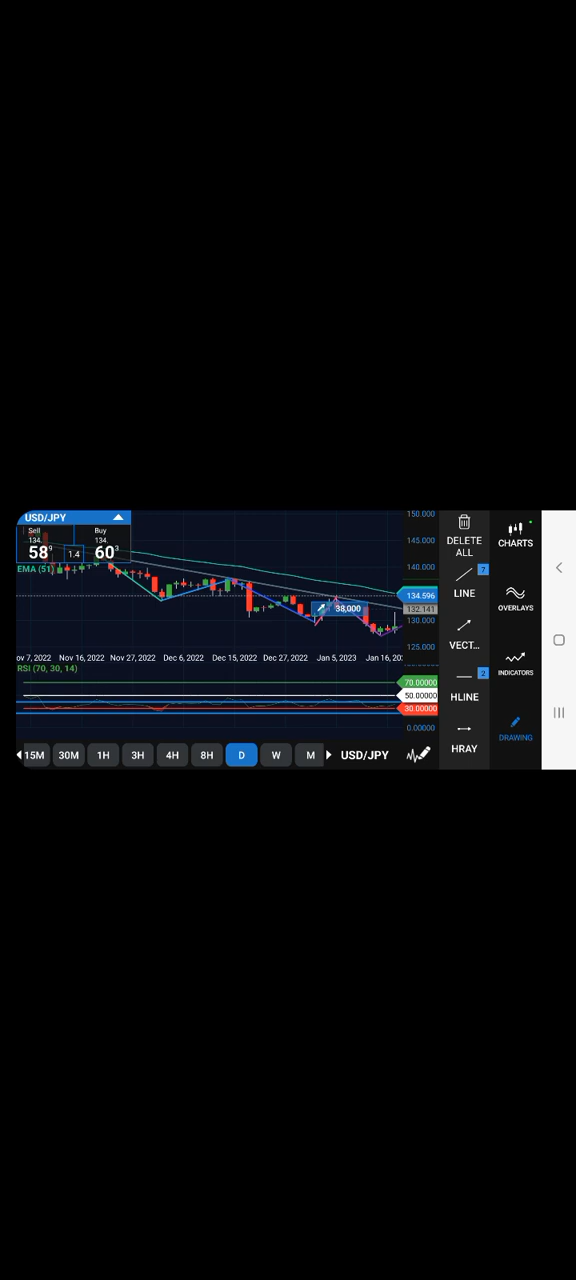 USD/JPY
Sell
134.
58⁹
1.4
Buy
134.
60³
EMA (51)
150.000
145.000
140.000
134.596
132.141
130.000
125.000
38,000
ov 7, 2022 Nov 16, 2022 Nov 27, 2022 Dec 6, 2022 Dec 15, 2022 Dec 27, 2022 Jan 5, 2023 Jan 16, 20
RSI (70, 30, 14)
70.00000
50.00000
30.00000
0.00000
15M 30M 1H 3H 4H 8H D W M USD/JPY
DELETE
ALL
7
LINE
VECT...
2
HLINE
HRAY
CHARTS
OVERLAYS
INDICATORS
DRAWING